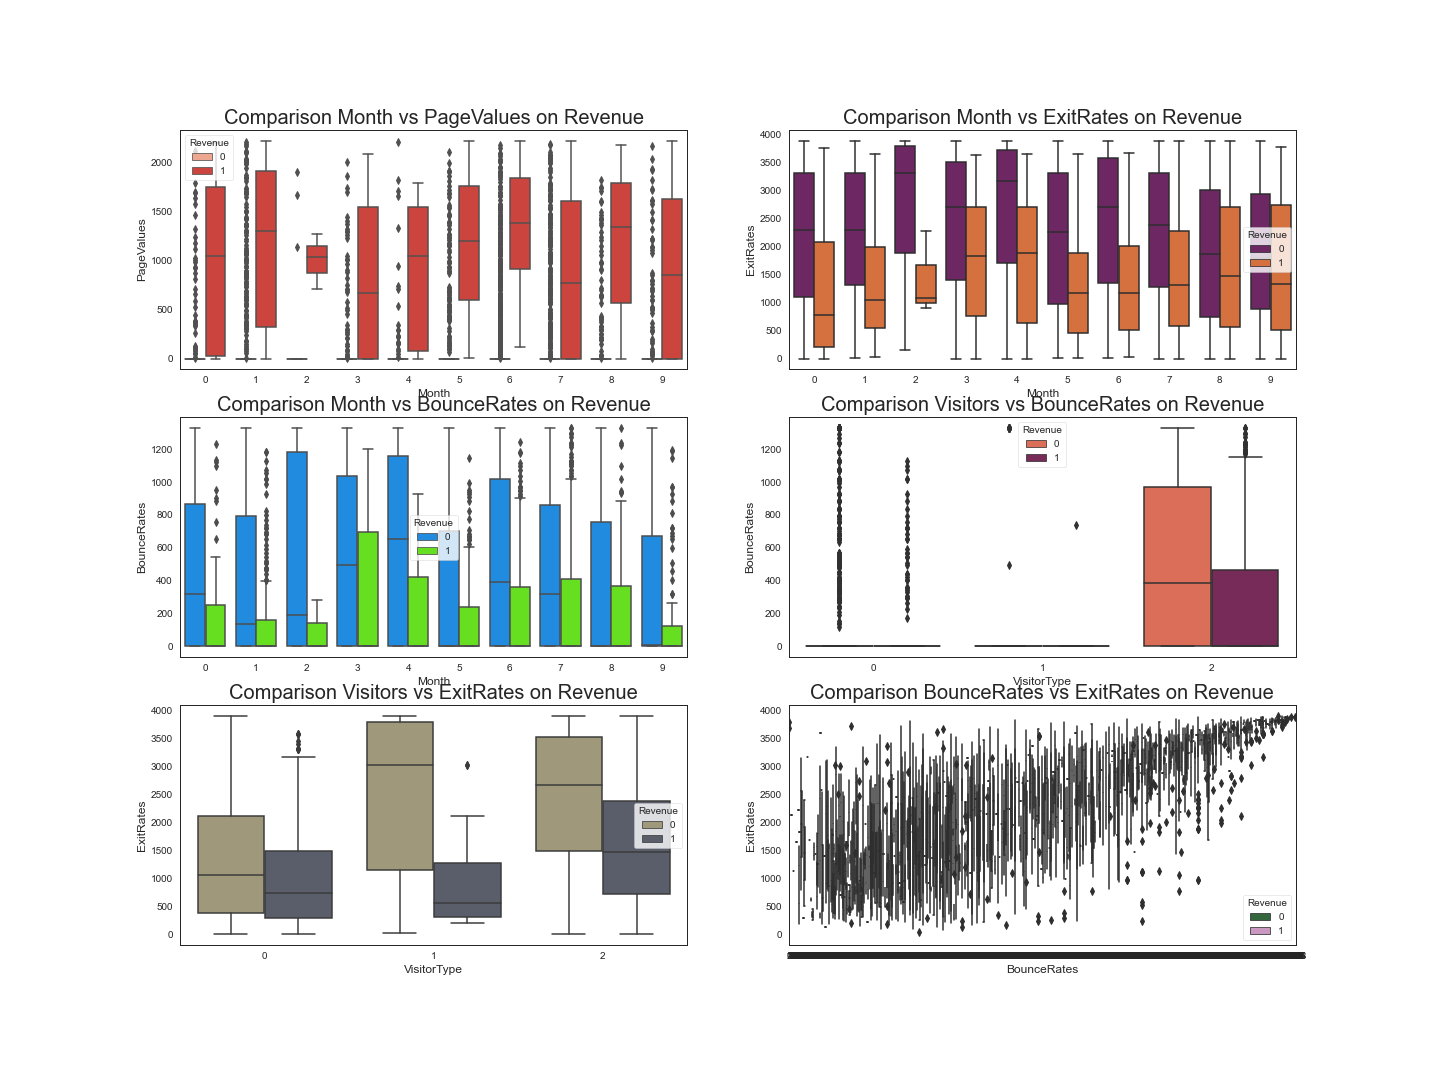 Comparison Month vs PageValues on Revenue
Revenue
0
1
2000
1500
1000
500
0
PageValues
0 1 2 3 4 5 6 7 8 9
Month
Comparison Month vs ExitRates on Revenue
4000
3500
3000
2500
2000
1500
1000
500
0
ExitRates
Revenue
0
1
0 1 2 3 4 5 6 7 8 9
Month
Comparison Month vs BounceRates on Revenue
1200
1000
800
600
400
200
0
BounceRates
Revenue
0
1
0 1 2 3 4 5 6 7 8 9
Month
Comparison Visitors vs BounceRates on Revenue
Revenue
0
1
1200
1000
800
600
400
200
0
BounceRates
0 1 2
VisitorType
Comparison Visitors vs ExitRates on Revenue
4000
3500
3000
2500
2000
1500
1000
500
0
ExitRates
Revenue
0
1
0 1 2
VisitorType
Comparison BounceRates vs ExitRates on Revenue
4000
3500
3000
2500
2000
1500
1000
500
0
ExitRates
Revenue
0
1
BounceRates